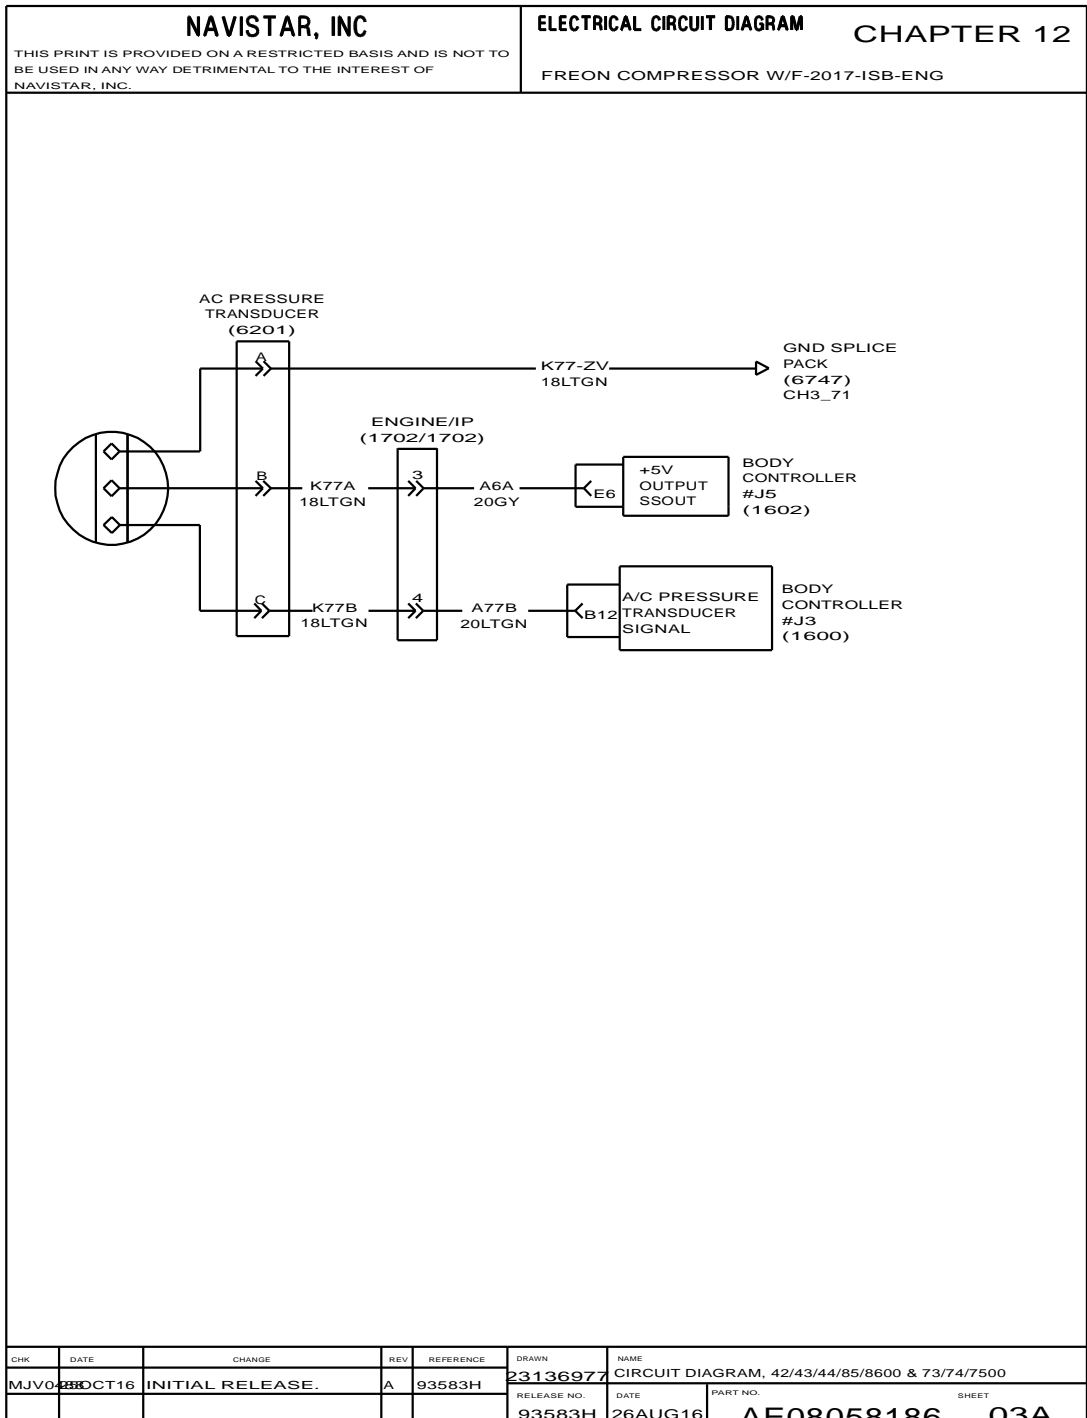 NAVISTAR, INC
THIS PRINT IS PROVIDED ON A RESTRICTED BASIS AND IS NOT TO
BE USED IN ANY WAY DETRIMENTAL TO THE INTEREST OF
NAVISTAR, INC.
ELECTRICAL CIRCUIT DIAGRAM
CHAPTER 12
FREON COMPRESSOR W/F-2017-ISB-ENG
AC PRESSURE
TRANSDUCER
(6201)
A
K77-ZV
18LTGN
GND SPLICE
PACK
(6747)
CH3_71
ENGINE/IP
(1702/1702)
B
K77A
18LTGN
3
A6A
20GY
E6
+5V
OUTPUT
SSOUT
BODY
CONTROLLER
#J5
(1602)
C
K77B
18LTGN
4
A77B
20LTGN
B12
A/C PRESSURE
TRANSDUCER
SIGNAL
BODY
CONTROLLER
#J3
(1600)
CHK DATE CHANGE REV REFERENCE
INITIAL RELEASE. A 93583H
DRAWN
23136977
NAME
CIRCUIT DIAGRAM, 42/43/44/85/8600 & 73/74/7500
RELEASE NO.
93583H
DATE
26AUG16
PART NO.
AE08058186
SHEET
03A